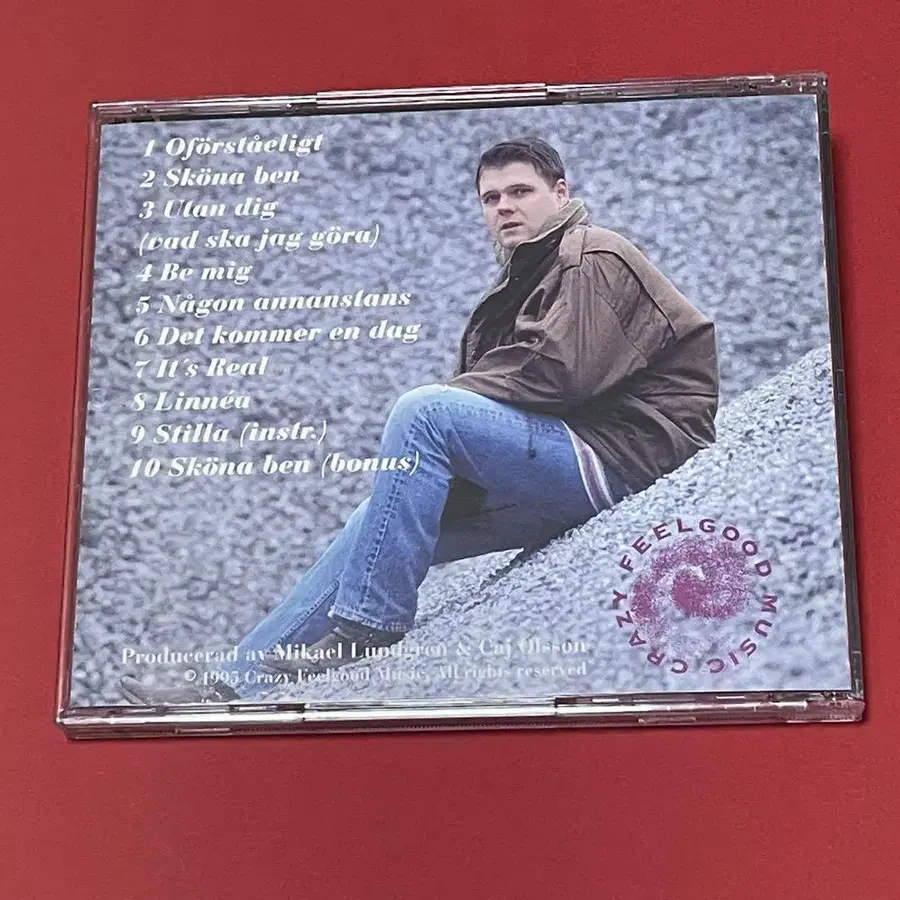 1 Oförståeligt
2 Sköna ben
3 Utan dig
(vad ska jag göra)
4 Be mig
5 Någon annanstans
6 Det kommer en dag
7 It´s Real
8 Linnéa
9 Stilla (instr.)
10 Sköna ben (bonus)
CRAZY FEELGOOD MUSIC
Producerad av Mikael Lundgren & Caj Olsson
© 1995 Crazy Feelgood Music. All rights reserved